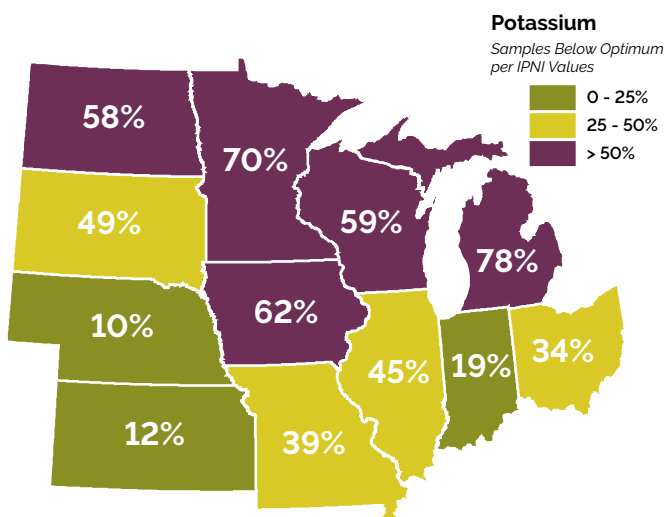 Potassium
Samples Below Optimum
per IPNI Values
0 - 25%
25 - 50%
> 50%
58%
70%
49%
59%
78%
10%
62%
34%
45%
19%
12%
39%